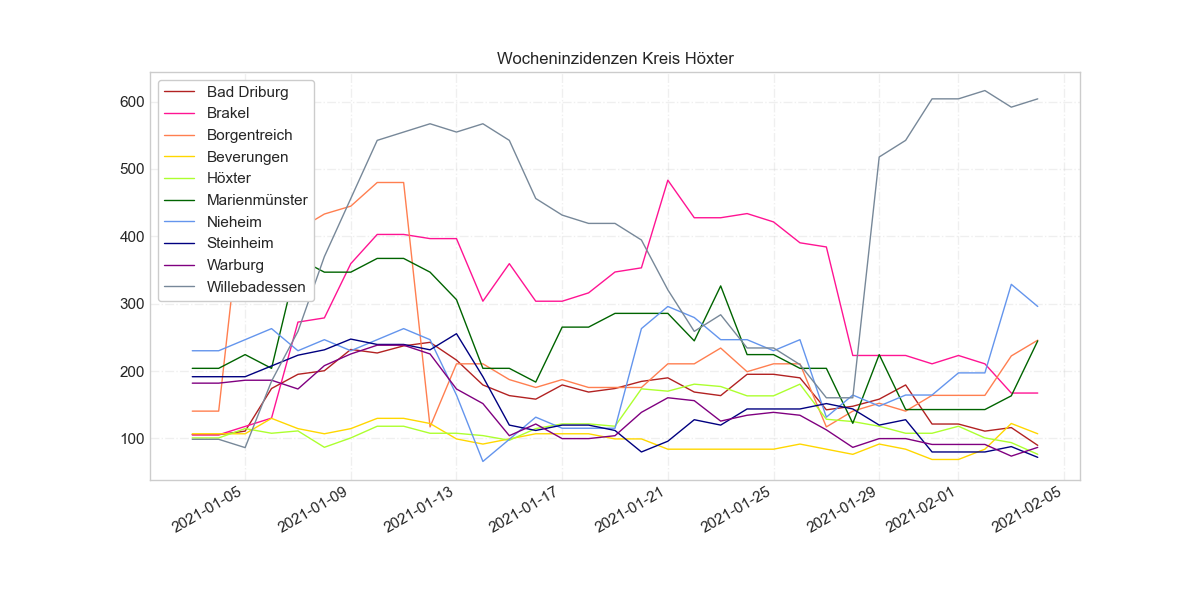 Wocheninzidenzen Kreis Höxter
Bad Driburg
Brakel
Borgentreich
Beverungen
Höxter
Marienmünster
Nieheim
Steinheim
Warburg
Willebadessen
600
500
400
300
200
100
2021-01-05
2021-01-09
2021-01-13
2021-01-17
2021-01-21
2021-01-25
2021-01-29
2021-02-01
2021-02-05